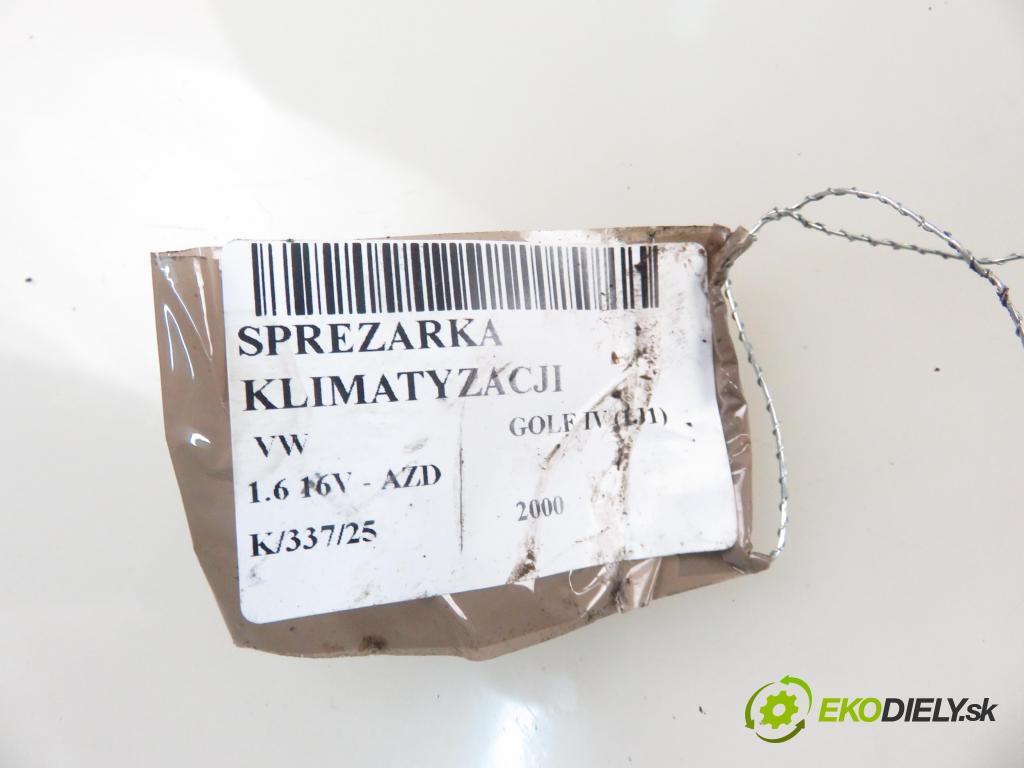 SPREZARKA
KLIMATYZACJI
VW GOLF IV (1J1)
1.6 16V - AZD 2000
K/337/25
EKODIELY.sk